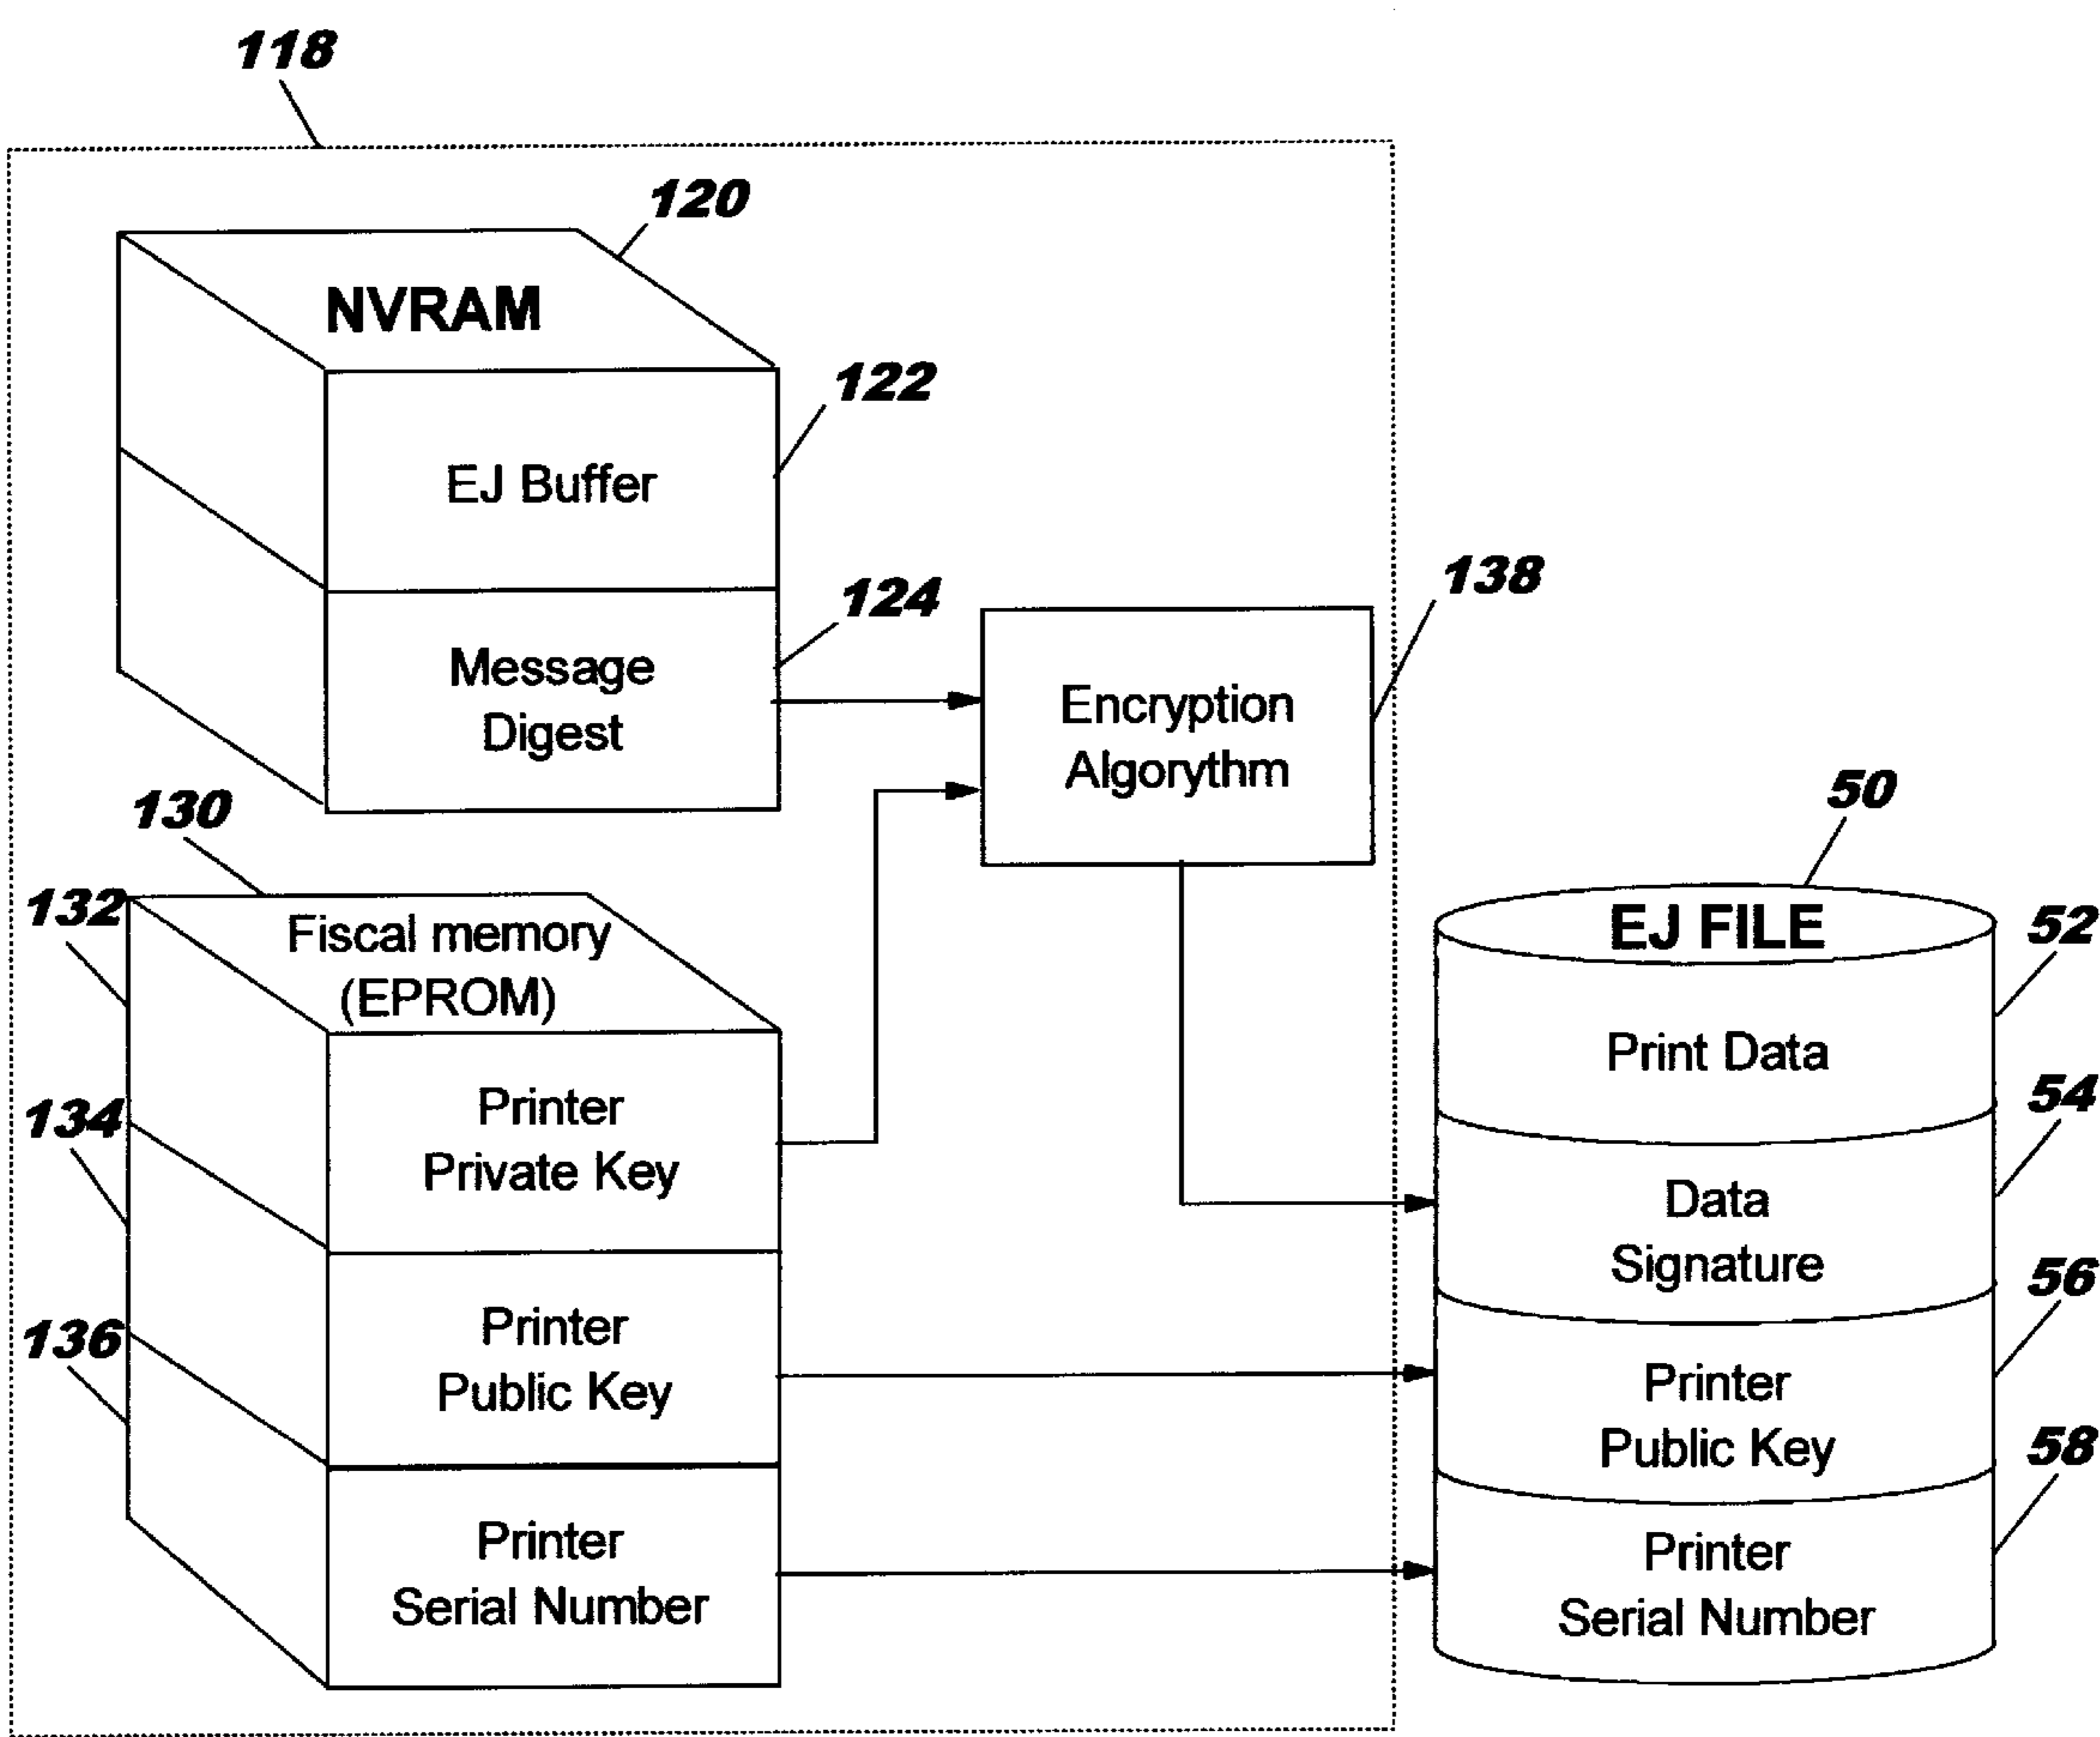 118
120
NVRAM
122
EJ Buffer
124
Message
Digest
138
Encryption
Algorythm
130
132
Fiscal memory
(EPROM)
Printer
Private Key
134
Printer
Public Key
136
Printer
Serial Number
50
EJ FILE
52
Print Data
54
Data
Signature
56
Printer
Public Key
58
Printer
Serial Number